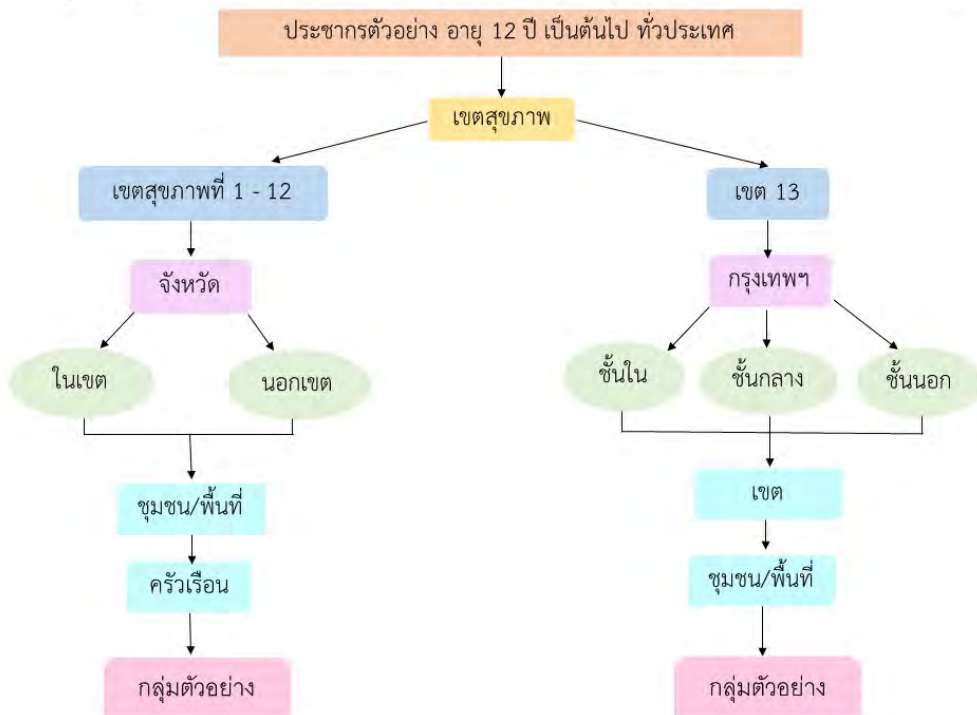 ประชากรตัวอย่าง อายุ 12 ปี เป็นต้นไป ทั่วประเทศ
เขตสุขภาพ
เขตสุขภาพที่ 1 - 12
เขต 13
จังหวัด
กรุงเทพฯ
ในเขต
นอกเขต
ชั้นใน
ชั้นกลาง
ชั้นนอก
ชุมชน/พื้นที่
เขต
ครัวเรือน
ชุมชน/พื้นที่
กลุ่มตัวอย่าง
กลุ่มตัวอย่าง